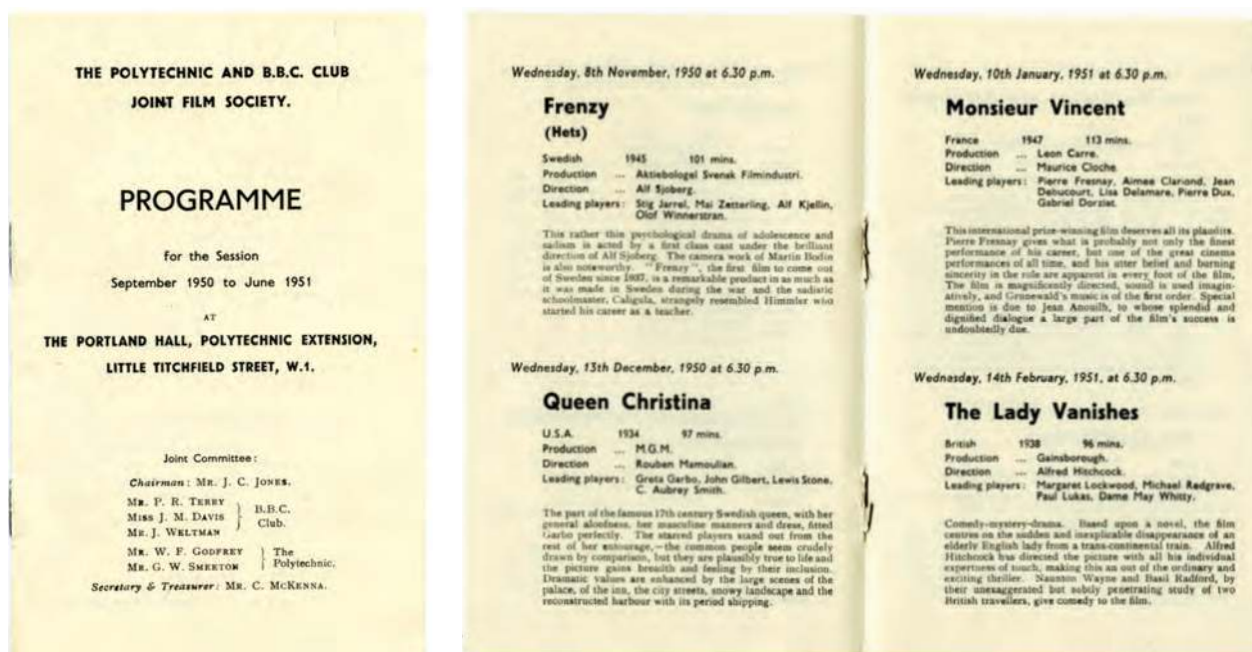 THE POLYTECHNIC AND B.B.C. CLUB
JOINT FILM SOCIETY.
PROGRAMME
for the Session
September 1950 to June 1951
AT
THE PORTLAND HALL, POLYTECHNIC EXTENSION,
LITTLE TITCHFIELD STREET, W.1.
Joint Committee:
Chairman: MR. J. C. JONES.
MR. P. R. TERRY
MISS J. M. DAVIS
MR. J. WELTMAN
B.B.C.
Club.
MR. W. F. GODFREY
MR. G. W. SMEETON
The
Polytechnic.
Secretary & Treasurer: MR. C. MCKENNA.
Wednesday, 8th November, 1950 at 6.30 p.m.
Frenzy
(Hets)
Swedish 1945 101 mins.
Production ... Aktiebologel Svensk Filmindustri.
Direction ... Alf Sjoberg.
Leading players: Stig Jarrel, Mai Zetterling, Alf Kjellin,
Olof Winnerstran.
This rather thin psychological drama of adolescence and
sadism is acted by a first class cast under the brilliant
direction of Alf Sjoberg. The camera work of Martin Bodin
is also noteworthy. "Frenzy", the first film to come out
of Sweden since 1937, is a remarkable product in as much as
it was made in Sweden during the war and the sadistic
schoolmaster, Caligula, strangely resembled Himmler who
started his career as a teacher.
Wednesday, 13th December, 1950 at 6.30 p.m.
Queen Christina
U.S.A. 1934 97 mins.
Production ... M.G.M.
Direction ... Rouben Mamoulian.
Leading players: Greta Garbo, John Gilbert, Lewis Stone,
C. Aubrey Smith.
The part of the famous 17th century Swedish queen, with her
general aloofness, her masculine manners and dress, fitted
Garbo perfectly. The starred players stand out from the
rest of her entourage,—the common people seem crudely
drawn by comparison, but they are plausibly true to life and
the picture gains breadth and feeling by their inclusion.
Dramatic values are enhanced by the large scenes of the
palace, of the inn, the city streets, snowy landscape and the
reconstructed harbour with its period shipping.
Wednesday, 10th January, 1951 at 6.30 p.m.
Monsieur Vincent
France 1947 113 mins.
Production ... Leon Carre.
Direction ... Maurice Cloche
Leading players: Pierre Fresnay, Aimee Clariond, Jean
Debucourt, Lisa Delamare, Pierre Dux,
Gabriel Dorziat.
This international prize-winning film deserves all its plaudits.
Pierre Fresnay gives what is probably not only the finest
performance of his career, but one of the great cinema
performances of all time, and his utter belief and burning
sincerity in the role are apparent in every foot of the film,
The film is magnificently directed, sound is used imagin-
atively, and Grunewald's music is of the first order. Special
mention is due to Jean Anouilh, to whose splendid and
dignified dialogue a large part of the film's success is
undoubtedly due.
Wednesday, 14th February, 1951, at 6.30 p.m.
The Lady Vanishes
British 1938 96 mins.
Production ... Gainsborough.
Direction ... Alfred Hitchcock.
Leading players: Margaret Lockwood, Michael Redgrave,
Paul Lukas, Dame May Whitty.
Comedy-mystery-drama. Based upon a novel, the film
centres on the sudden and inexplicable disappearance of an
elderly English lady from a trans-continental train. Alfred
Hitchcock has directed the picture with all his individual
expertness of touch, making this an out of the ordinary and
exciting thriller. Naunton Wayne and Basil Radford, by
their unexaggerated but subtly penetrating study of two
British travellers, give comedy to the film.